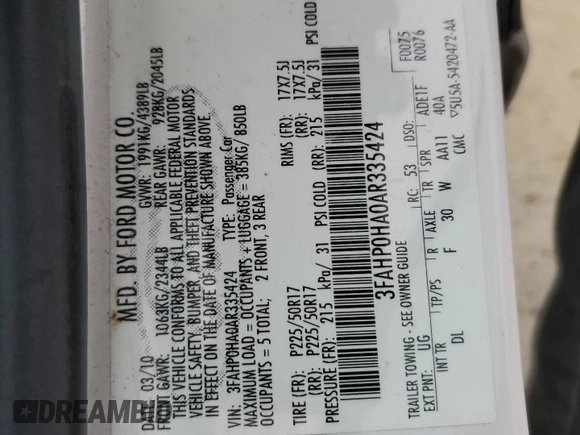 MFD. BY FORD MOTOR CO.
DATE: 03/10 GVWR: 1991KG/4389LB
FRONT GAWR: 1063KG/2344LB REAR GAWR: 928KG/2045LB
THIS VEHICLE CONFORMS TO ALL APPLICABLE FEDERAL MOTOR
VEHICLE SAFETY, BUMPER, AND THEFT PREVENTION STANDARDS
IN EFFECT ON THE DATE OF MANUFACTURE SHOWN ABOVE.
VIN: 3FAHP0HA0AR335424 TYPE: Passenger Car
MAXIMUM LOAD = OCCUPANTS + LUGGAGE = 385KG/ 850LB
OCCUPANTS = 5 TOTAL; 2 FRONT, 3 REAR
TIRE (FR): P225/50R17 RIMS (FR): 17X7.5J
(RR): P225/50R17 (RR): 17X7.5J
PRESSURE (FR): 215 kPa/ 31 PSI COLD (RR): 215 kPa/ 31 PSI COLD
3FAHP0HA0AR335424
F0075
R0076
TRAILER TOWING - SEE OWNER GUIDE
EXT PNT: UG RC: 53 DSO: ADE1F
INT TR TP/PS R AXLE TR SPR 40A
DL F 30 W AA11 CMC
▽5U5A-5420472-AA
DREAMBID